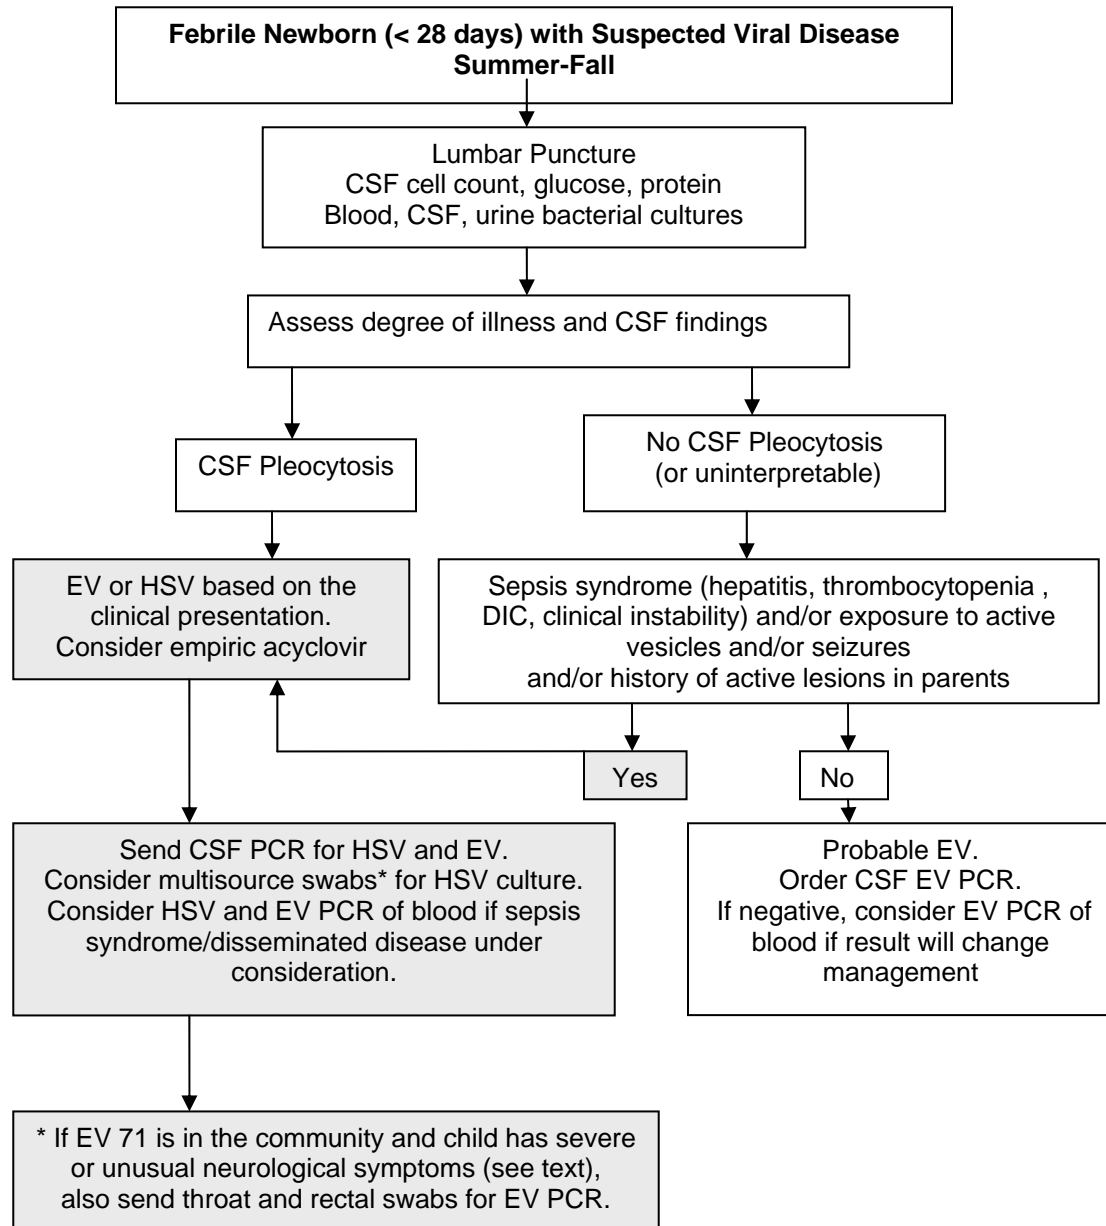 Febrile Newborn (< 28 days) with Suspected Viral Disease
Summer-Fall
Lumbar Puncture
CSF cell count, glucose, protein
Blood, CSF, urine bacterial cultures
Assess degree of illness and CSF findings
CSF Pleocytosis
No CSF Pleocytosis
(or uninterpretable)
EV or HSV based on the
clinical presentation.
Consider empiric acyclovir
Sepsis syndrome (hepatitis, thrombocytopenia ,
DIC, clinical instability) and/or exposure to active
vesicles and/or seizures
and/or history of active lesions in parents
Yes
No
Send CSF PCR for HSV and EV.
Consider multisource swabs* for HSV culture.
Consider HSV and EV PCR of blood if sepsis
syndrome/disseminated disease under
consideration.
Probable EV.
Order CSF EV PCR.
If negative, consider EV PCR of
blood if result will change
management
* If EV 71 is in the community and child has severe
or unusual neurological symptoms (see text),
also send throat and rectal swabs for EV PCR.